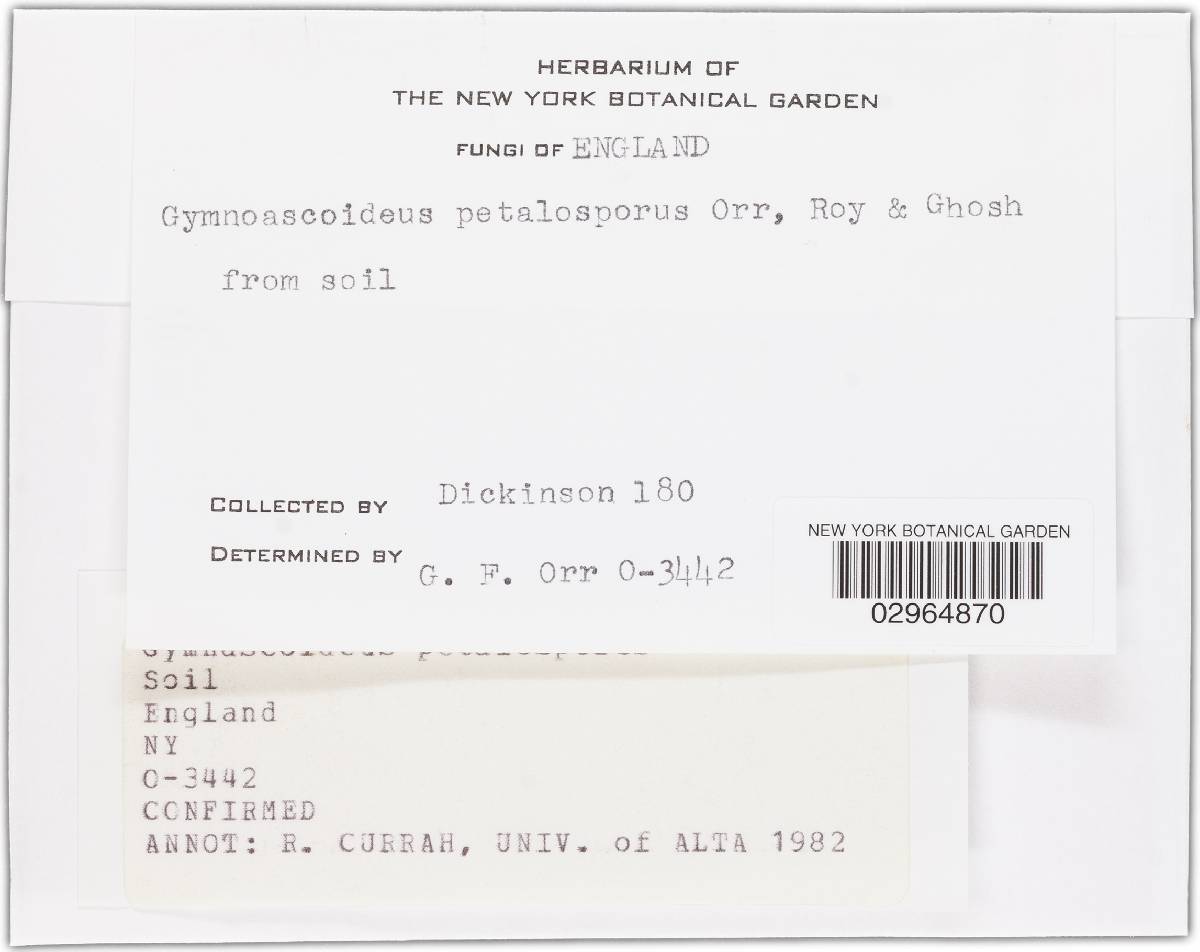 HERBARIUM OF
THE NEW YORK BOTANICAL GARDEN
FUNGI OF ENGLAND
Gymnoascoideus petalosporus Orr, Roy & Ghosh
from soil
COLLECTED BY Dickinson 180
DETERMINED BY G. F. Orr O-3442
NEW YORK BOTANICAL GARDEN
02964870
Soil
England
NY
O-3442
CONFIRMED
ANNOT: R. CURRAH, UNIV. of ALTA 1982